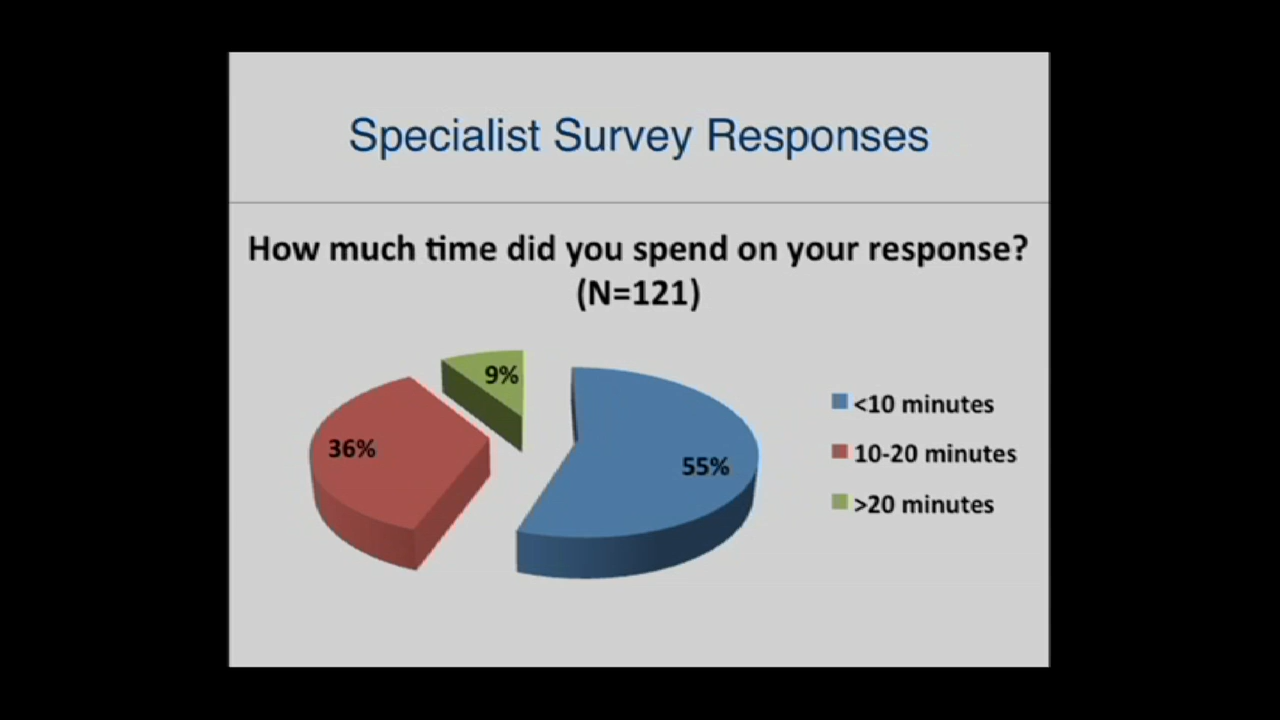 Specialist Survey Responses
How much time did you spend on your response?
(N=121)
9%
36%
55%
<10 minutes
10-20 minutes
>20 minutes